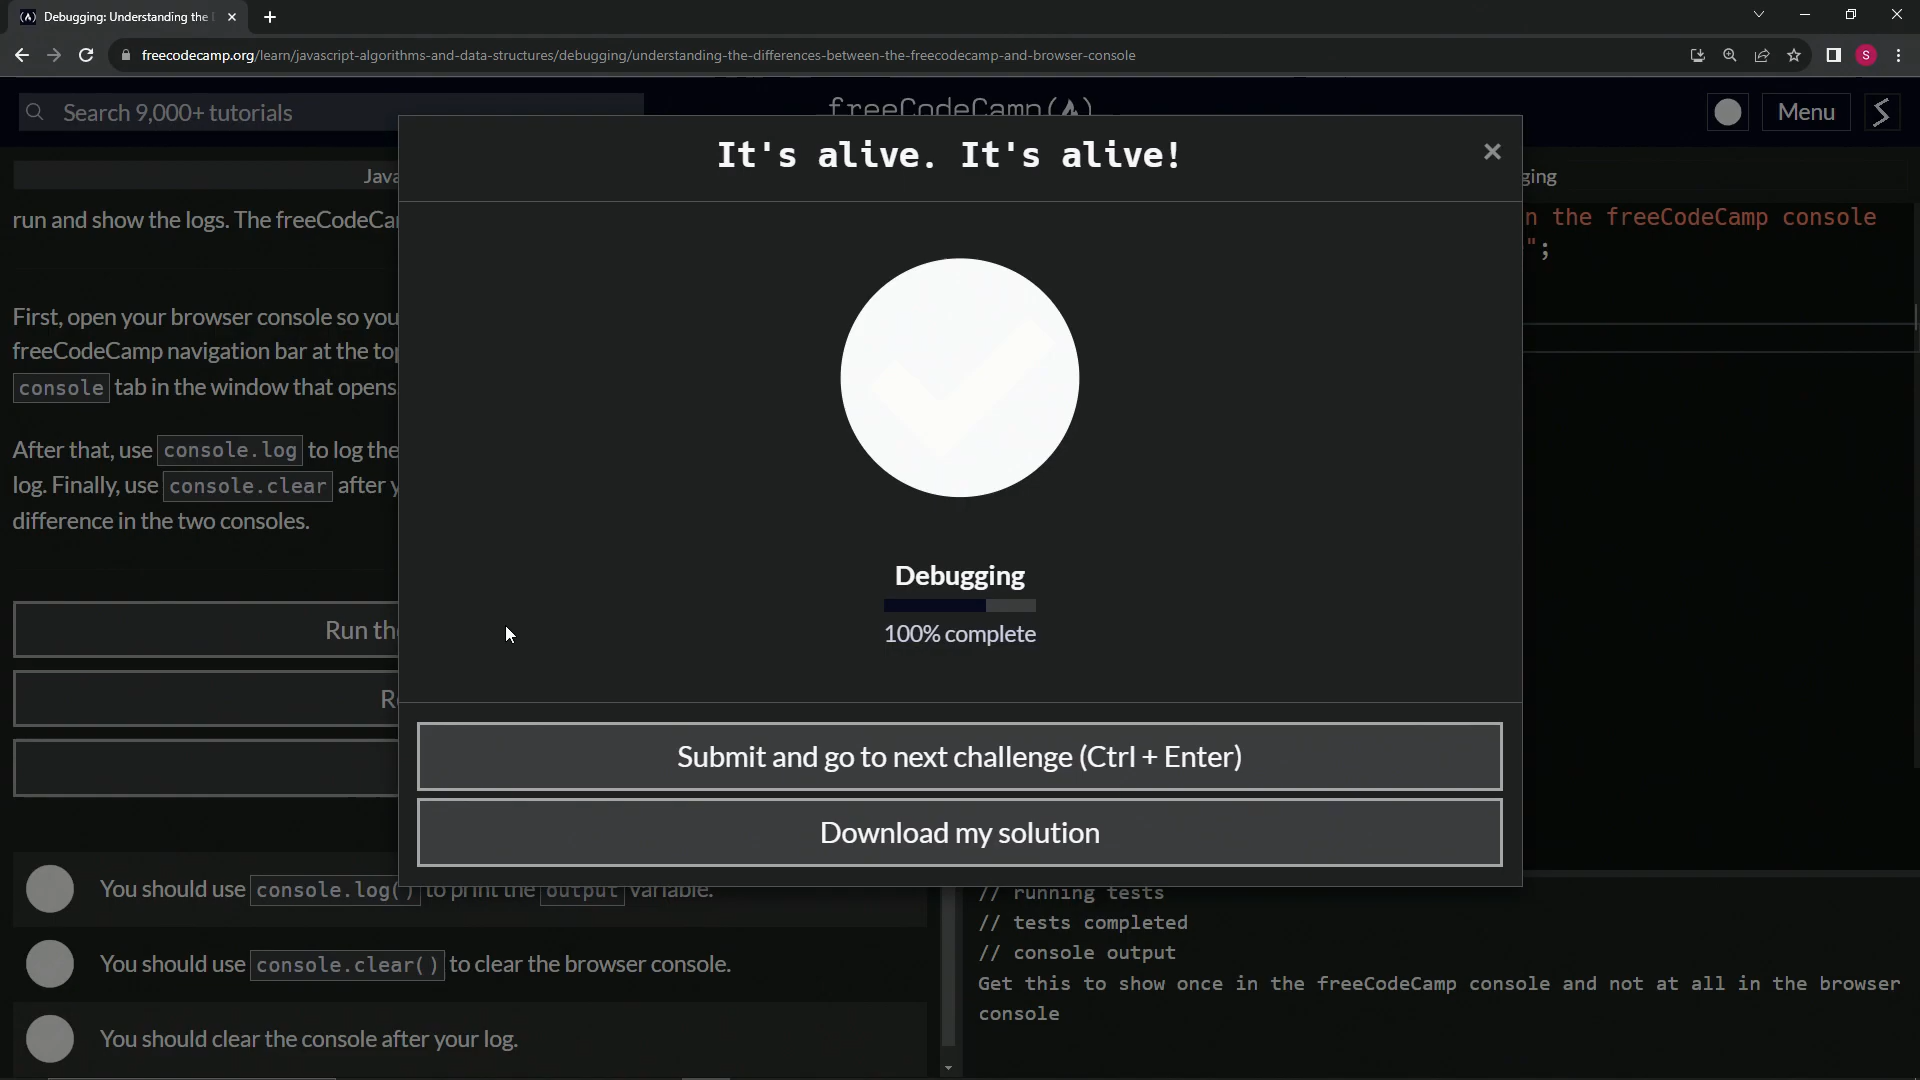 Debugging: Understanding the
freecodecamp.org/learn/javascript-algorithms-and-data-structures/debugging/understanding-the-differences-between-the-freecodecamp-and-browser-console
S
Search 9,000+ tutorials
freeCodeCamp
Menu
It's alive. It's alive!
run and show the logs. The
n the freeCodeCamp console
";
First, open your browser console so you
freeCodeCamp navigation bar at the
console tab in the window that opens
After that, use console.log to log the
log. Finally, use console.clear after
difference in the two consoles.
Debugging
100% complete
Run
Submit and go to next challenge (Ctrl + Enter)
Download my solution
You should use console.log() to print the output variable.
You should use console.clear() to clear the browser console.
You should clear the console after your log.
// running tests
// tests completed
// console output
Get this to show once in the freeCodeCamp console and not at all in the browser
console